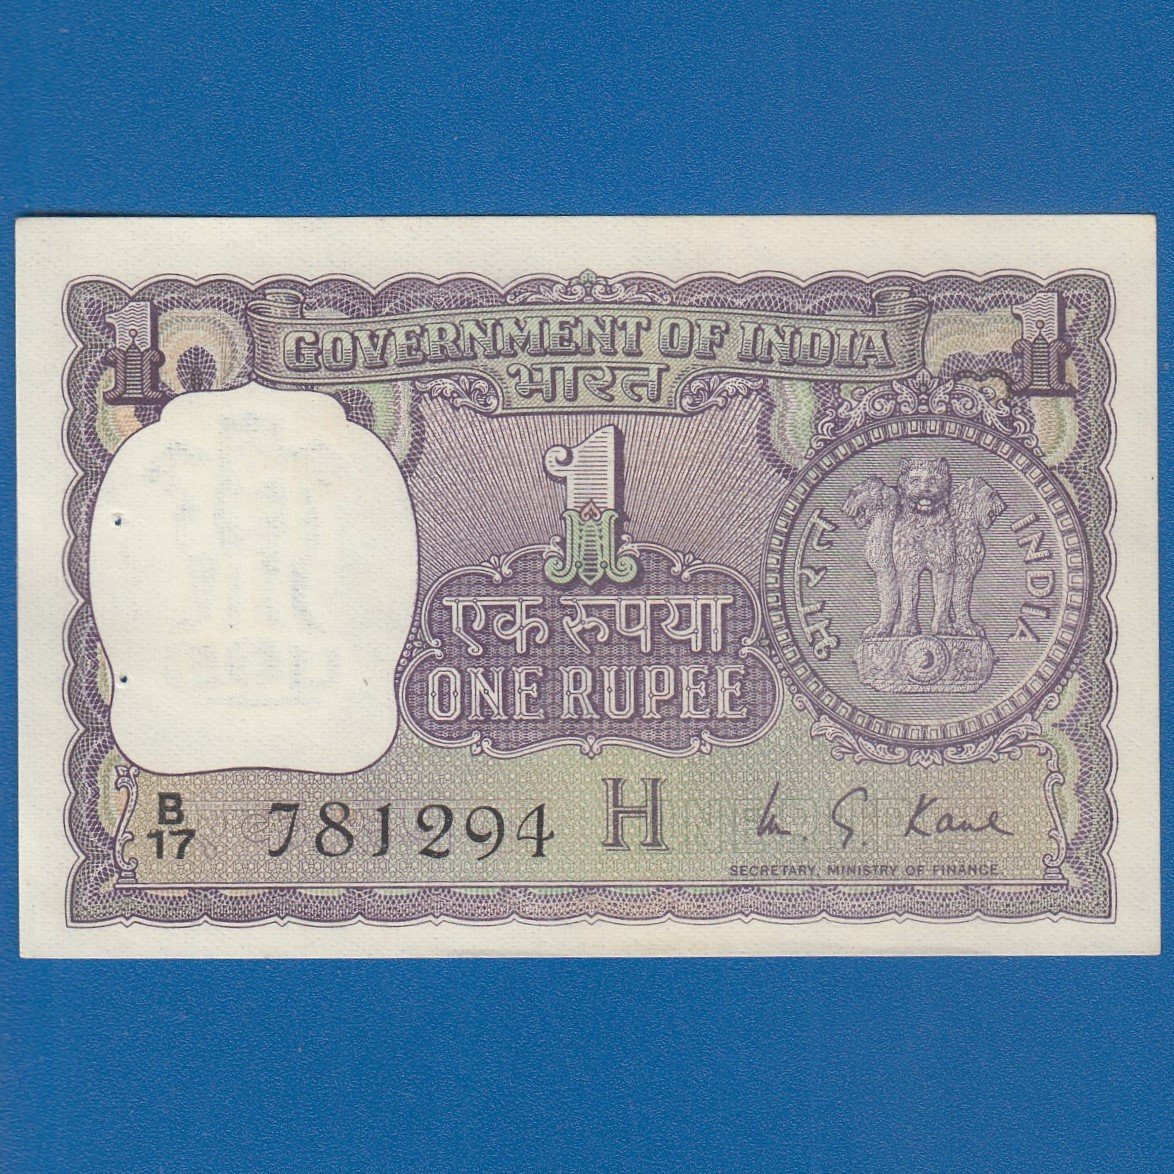 1 1
GOVERNMENT OF INDIA
भारत
1
एक रुपया
ONE RUPEE
भारत INDIA
B
17 781294 H
M. G. Kaul
SECRETARY, MINISTRY OF FINANCE.